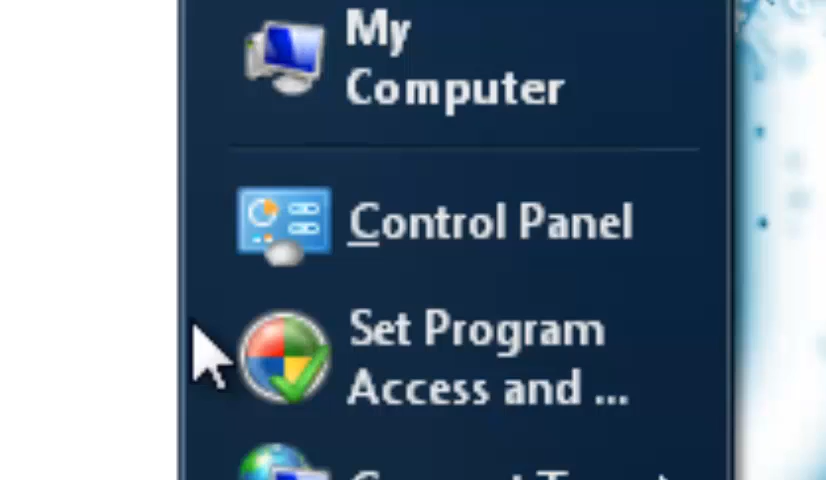 My
Computer
Control Panel
Set Program
Access and ...